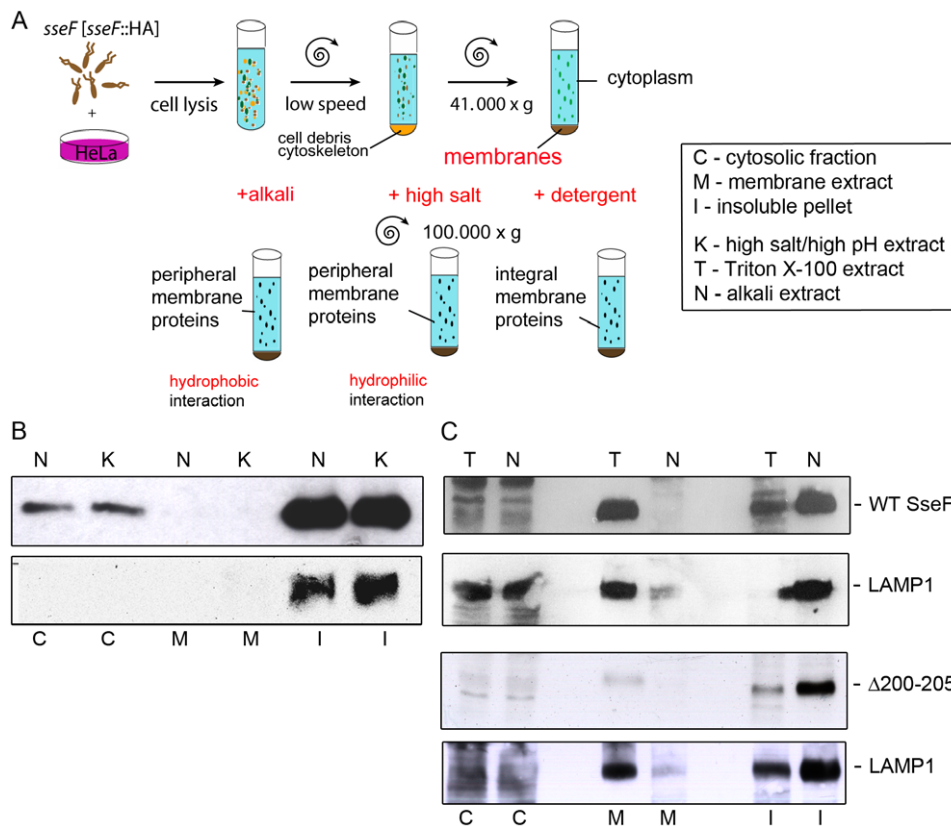 A
sseF [sseF::HA]
+
HeLa
cell lysis
low speed
cell debris
cytoskeleton
41.000 x g
cytoplasm
membranes
+alkali
+ high salt
+ detergent
100.000 x g
peripheral
membrane
proteins
hydrophobic
interaction
peripheral
membrane
proteins
hydrophilic
interaction
integral
membrane
proteins
C - cytosolic fraction
M - membrane extract
I - insoluble pellet
K - high salt/high pH extract
T - Triton X-100 extract
N - alkali extract
B
N K N K N K
C C M M I I
C
T N T N T N
- WT SseF
- LAMP1
- Δ200-205
- LAMP1
C C M M I I